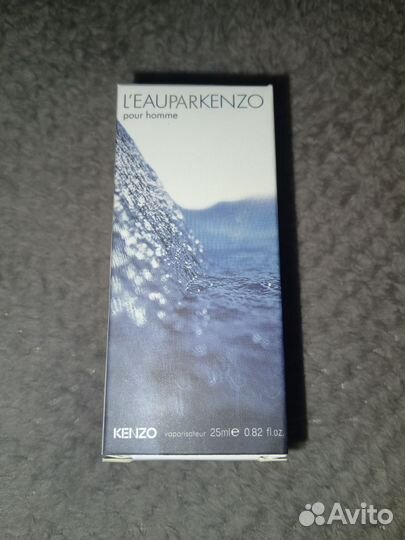 L'EAUPARKENZO
pour homme
KENZO vaporisateur 25ml℮ 0.82 fl.oz.
Avito